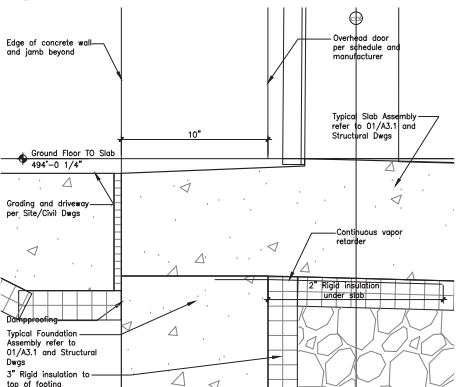 Edge of concrete wall
and jamb beyond
Overhead door
per schedule and
manufacturer
Typical Slab Assembly
refer to 01/A3.1 and
Structural Dwgs
10"
Ground Floor TO Slab
494'-0 1/4"
Grading and driveway
per Site/Civil Dwgs
Continuous vapor
retarder
2" Rigid insulation
under slab
Dampproofing
Typical Foundation
Assembly refer to
01/A3.1 and Structural
Dwgs
3" Rigid insulation to
top of footing